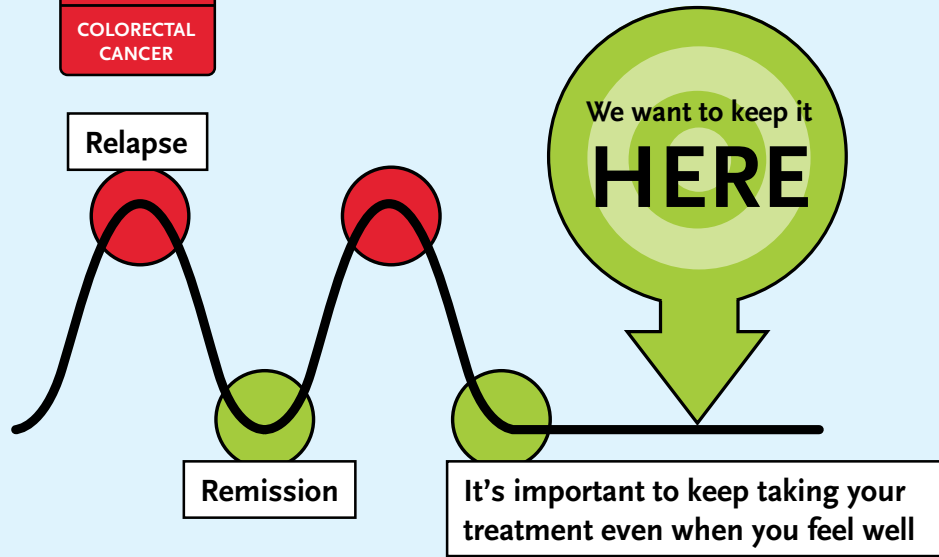 COLORECTAL
CANCER
Relapse
We want to keep it
HERE
Remission
It's important to keep taking your
treatment even when you feel well